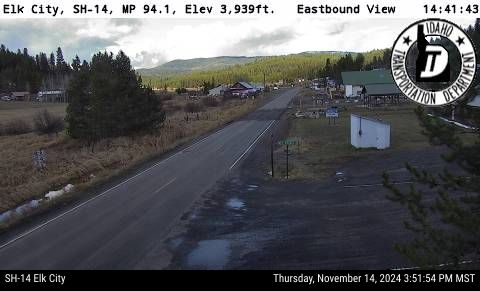 Elk City, SH-14, MP 94.1, Elev 3,939ft. Eastbound View 14:41:43
IDAHO
TRANSPORTATION DEPARTMENT
SH-14 Elk City Thursday, November 14, 2024 3:51:54 PM MST